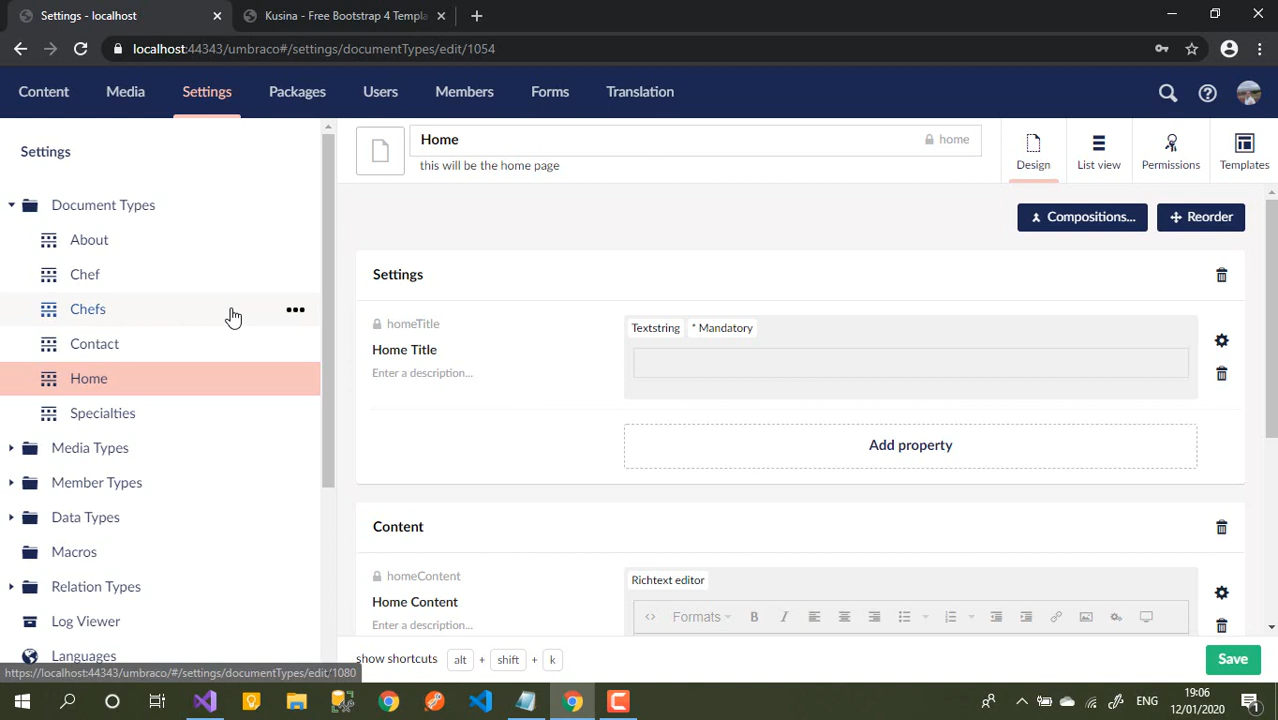 Settings - localhost
Kusina - Free Bootstrap 4 Templa
localhost:44343/umbraco#/settings/documentTypes/edit/1054
Content
Media
Settings
Packages
Users
Members
Forms
Translation
Settings
Document Types
About
Chef
Chefs
Contact
Home
Specialties
Media Types
Member Types
Data Types
Macros
Relation Types
Log Viewer
Languages
https://localhost:44343/umbraco/#/settings/documentTypes/edit/1080
Home
home
this will be the home page
Design
List view
Permissions
Templates
Compositions...
Reorder
Settings
homeTitle
Home Title
Enter a description...
Textstring
* Mandatory
Add property
Content
homeContent
Home Content
Enter a description...
Richtext editor
Formats
B
I
show shortcuts alt + shift + k
Save
ENG
19:06
12/01/2020
1